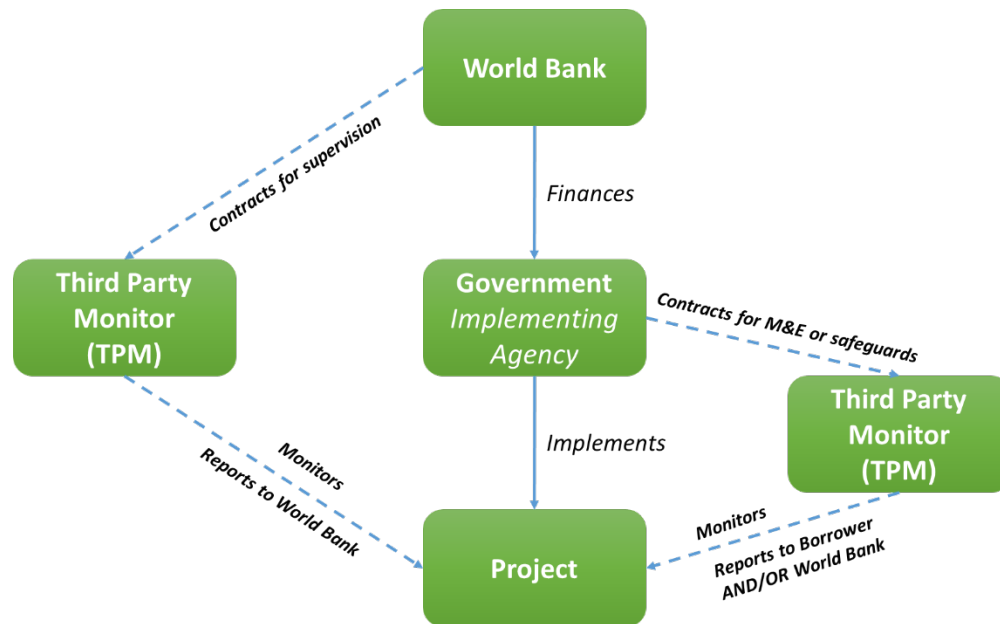 World Bank
Contracts for supervision
Finances
Third Party
Monitor
(TPM)
Government
Implementing
Agency
Contracts for M&E or safeguards
Third Party
Monitor
(TPM)
Monitors
Reports to World Bank
Implements
Monitors
Reports to Borrower
AND/OR World Bank
Project